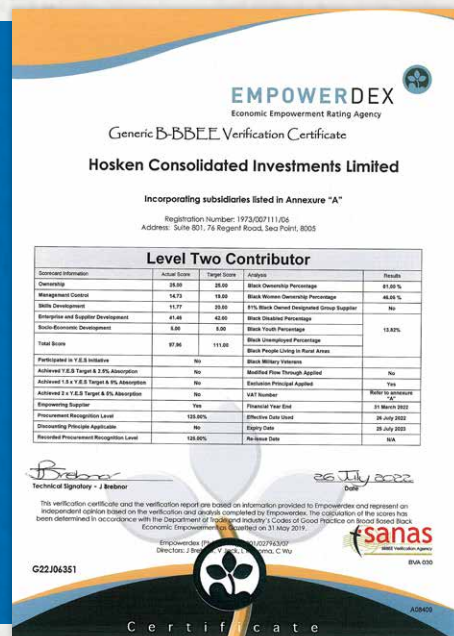 EMPOWERDEX
Economic Empowerment Rating Agency
Generic B-BBEE Verification Certificate
Hosken Consolidated Investments Limited
Incorporating subsidiaries listed in Annexure "A"
Registration Number: 1973/007111/06
Address: Suite 801, 76 Regent Road, Sea Point, 8005
Level Two Contributor
Scorecard Information Actual Score Target Score Analysis Results
Ownership 25.00 25.00 Black Ownership Percentage 81.00 %
Management Control 14.73 19.00 Black Women Ownership Percentage
Skills Development 11.77 20.00 51% Black Owned Designated Group Supplier No
Enterprise and Supplier Development 41.46 42.00 Black Disabled Percentage
Socio-Economic Development 5.00 5.00 Black Youth Percentage 13.92%
Total Score 97.96 111.00 Black Unemployed Percentage
Black People Living in Rural Areas
Participated in Y.E.S Initiative No Black Military Veterans
Achieved Y.E.S Target & 2.5% Absorption No Modified Flow Through Applied No
Achieved 1.5 x Y.E.S Target & 5% Absorption No Exclusion Principal Applied Yes
Achieved 2 x Y.E.S Target & 5% Absorption No VAT Number Refer to annexure "A"
Empowering Supplier Yes Financial Year End 31 March 2022
Procurement Recognition Level 125.00% Effective Date 26 July 2022
Discounting Principle Applicable No Expiry Date 25 July 2023
Recorded Procurement Recognition Level 125.00% Re-Issue Date N/A
J Brebnor
26 July 2022
Technical Signatory - J Brebnor
Date
This verification certificate and the verification report are based on information provided to Empowerdex and represent an
independent opinion based on the verification and analysis completed by Empowerdex. The calculation of the scores has
been determined in accordance with the Department of Trade and Industry's Codes of Good Practice on Broad Based Black
Economic Empowerment as Gazetted on 31 May 2019.
Empowerdex
Directors: J C Wu
sanas
BBBEE Verification Agency
BVA 030
G22J06351
A08408
Certificate